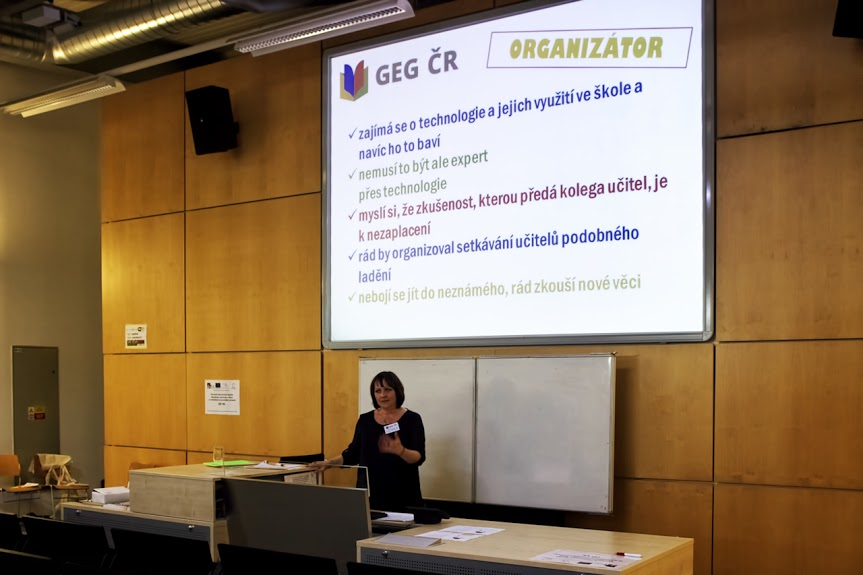 GEG ČR
ORGANIZÁTOR
✓ zajímá se o technologie a jejich využití ve škole a
navíc ho to baví
✓ nemusí to být ale expert
přes technologie
✓ myslí si, že zkušenost, kterou předá kolega učitel, je
k nezaplacení
✓ rád by organizoval setkávání učitelů podobného
ladění
✓ nebojí se jít do neznámého, rád zkouší nové věci